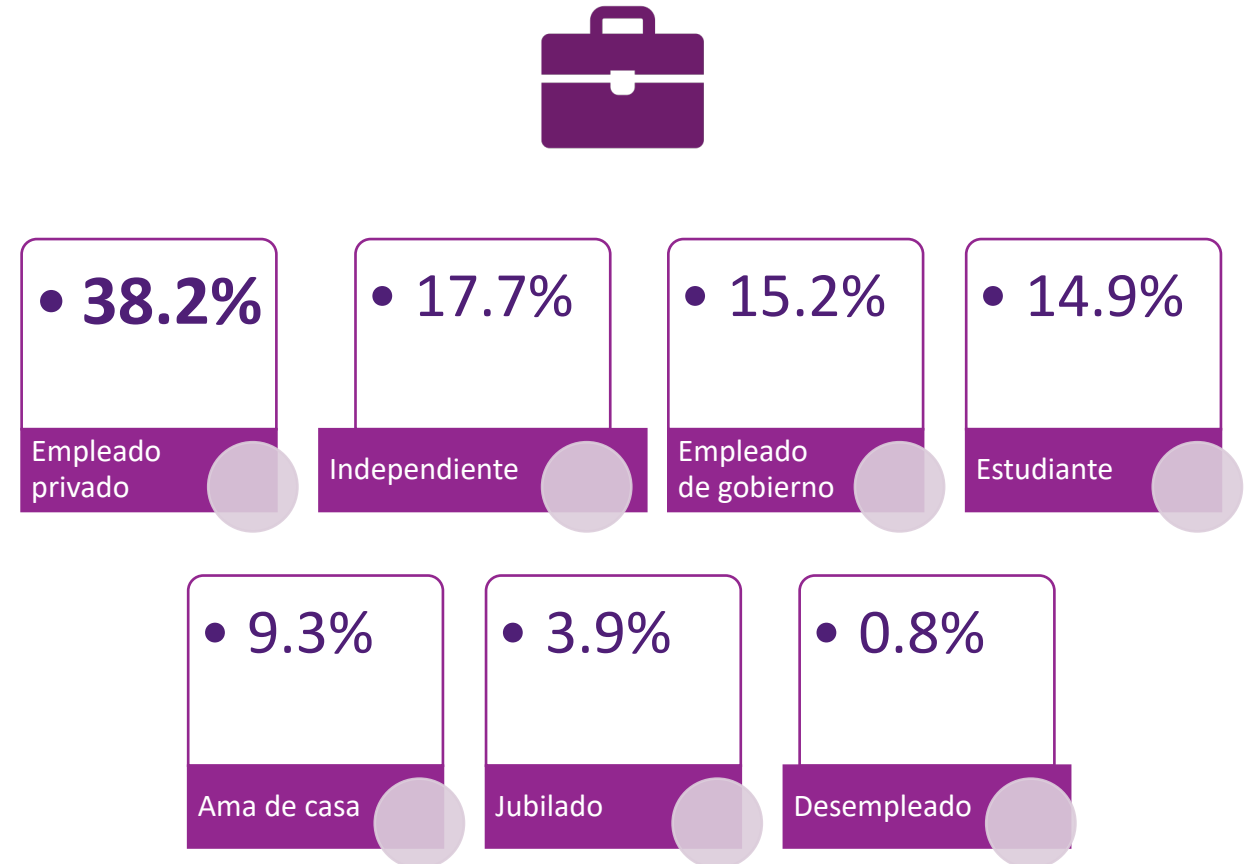 • 38.2%
Empleado
privado
• 17.7%
Independiente
• 15.2%
Empleado
de gobierno
• 14.9%
Estudiante
• 9.3%
Ama de casa
• 3.9%
Jubilado
• 0.8%
Desempleado